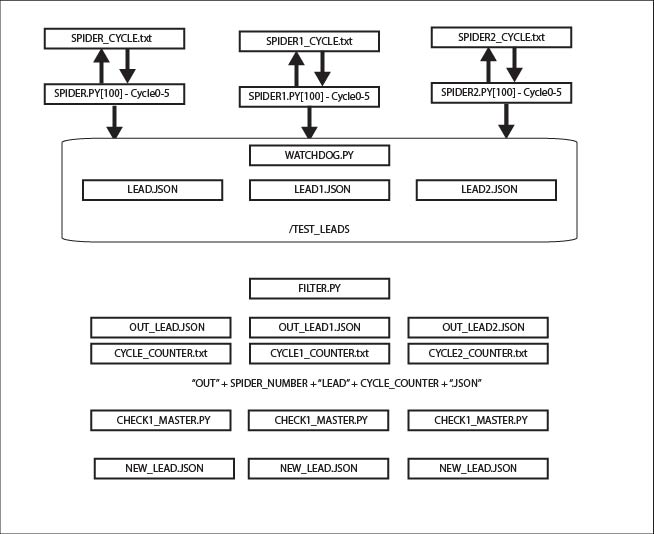 SPIDER_CYCLE.txt
SPIDER1_CYCLE.txt
SPIDER2_CYCLE.txt
SPIDER.PY[100] - Cycle0-5
SPIDER1.PY[100] - Cycle0-5
SPIDER2.PY[100] - Cycle0-5
WATCHDOG.PY
LEAD.JSON
LEAD1.JSON
LEAD2.JSON
/TEST_LEADS
FILTER.PY
OUT_LEAD.JSON
OUT_LEAD1.JSON
OUT_LEAD2.JSON
CYCLE_COUNTER.txt
CYCLE1_COUNTER.txt
CYCLE2_COUNTER.txt
“OUT” + SPIDER_NUMBER + “LEAD” + CYCLE_COUNTER + “.JSON”
CHECK1_MASTER.PY
CHECK1_MASTER.PY
CHECK1_MASTER.PY
NEW_LEAD.JSON
NEW_LEAD.JSON
NEW_LEAD.JSON